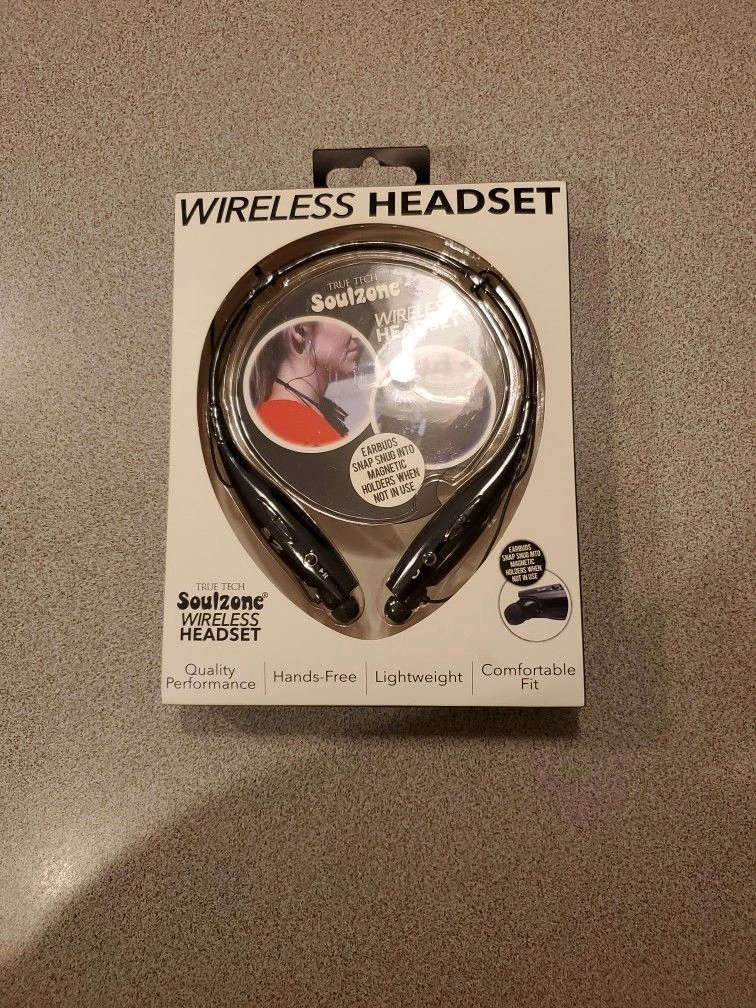 WIRELESS HEADSET
TRUE TECH
Soulzone
WIRELESS
HEADSET
EARBUDS
SNAP SNUG INTO
MAGNETIC
HOLDERS WHEN
NOT IN USE
EARBUDS
SNAP SNUG INTO
MAGNETIC
HOLDERS WHEN
NOT IN USE
TRUE TECH
Soulzone®
WIRELESS
HEADSET
Quality
Performance
Hands-Free
Lightweight
Comfortable
Fit